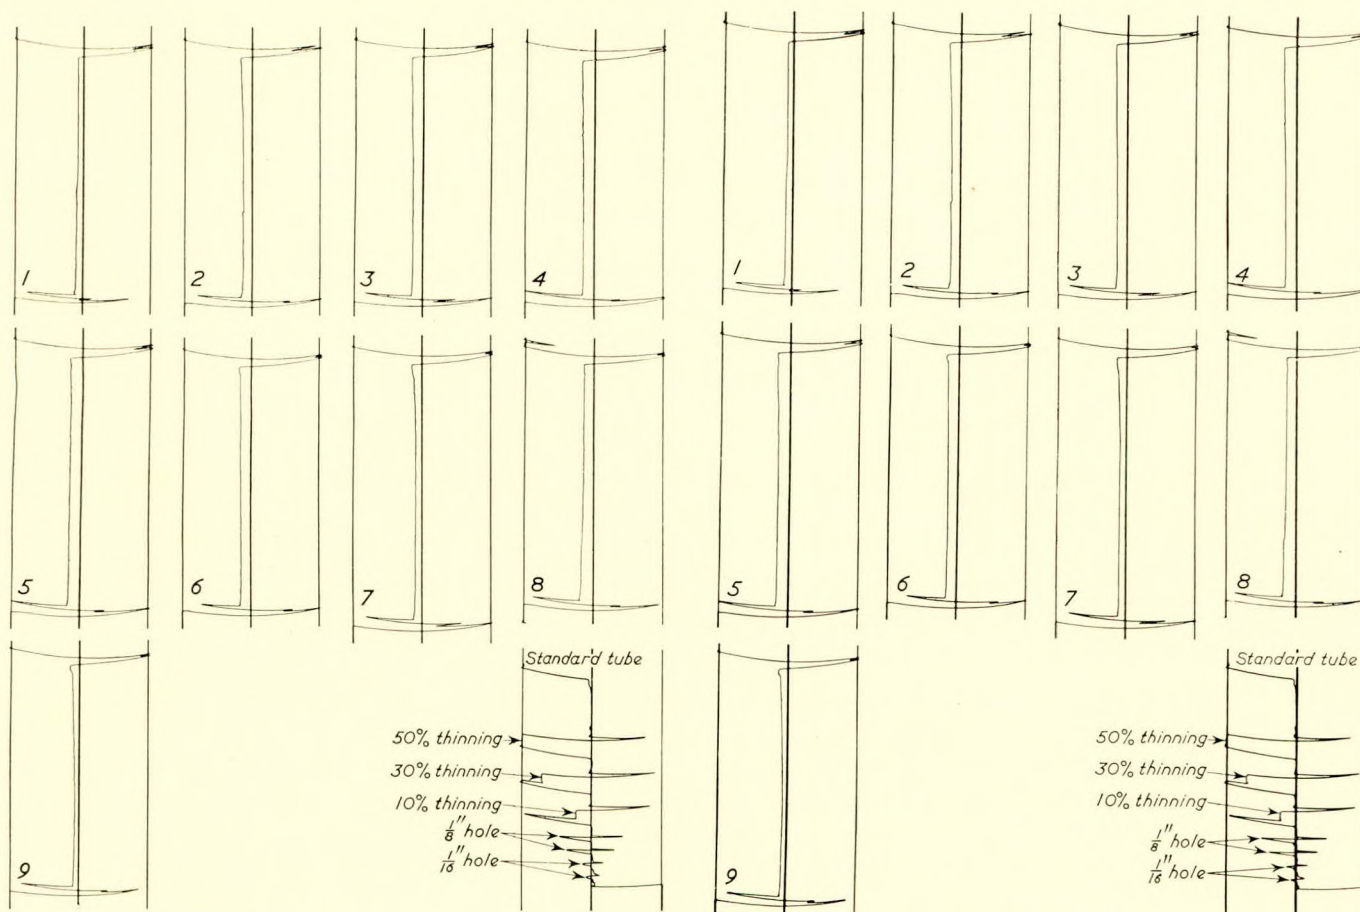 1
2
3
4
5
6
7
8
9
Standard tube
50% thinning
30% thinning
10% thinning
1/8" hole
1/16" hole
1
2
3
4
5
6
7
8
9
Standard tube
50% thinning
30% thinning
10% thinning
1/8" hole
1/16" hole